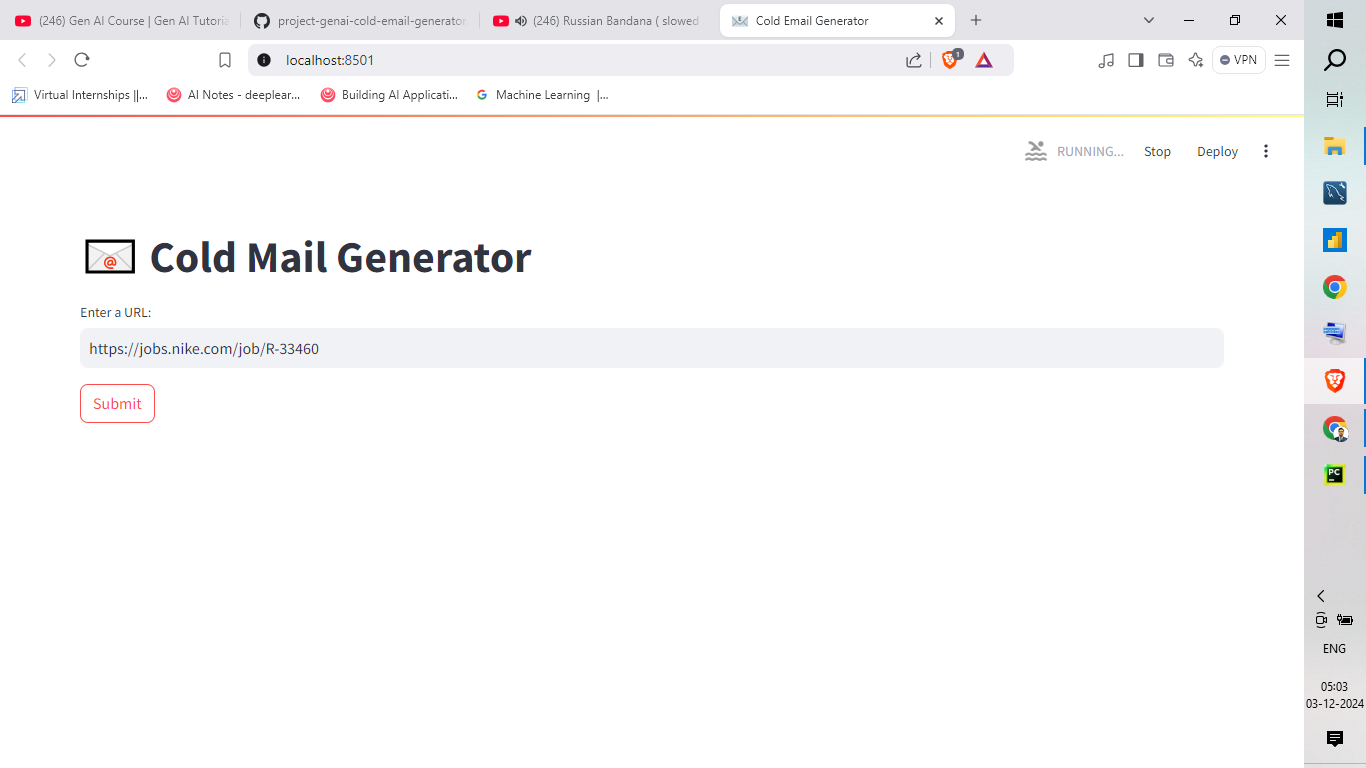 (246) Gen AI Course | Gen AI Tutoria
project-genai-cold-email-generator
(246) Russian Bandana ( slowed
Cold Email Generator
localhost:8501
1
VPN
Virtual Internships ||...
AI Notes - deeplear...
Building AI Applicati...
Machine Learning |...
RUNNING...
Stop
Deploy
@
Cold Mail Generator
Enter a URL:
https://jobs.nike.com/job/R-33460
Submit
PC
ENG
05:03
03-12-2024